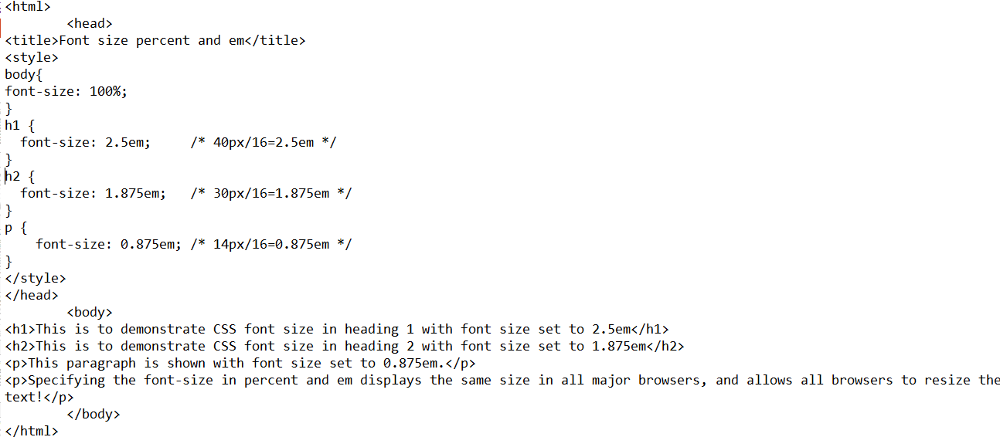 <html>
        <head>
<title>Font size percent and em</title>
<style>
body{
font-size: 100%;
}
h1 {
  font-size: 2.5em;     /* 40px/16=2.5em */
}
h2 {
  font-size: 1.875em;   /* 30px/16=1.875em */
}
p {
    font-size: 0.875em; /* 14px/16=0.875em */
}
</style>
</head>
        <body>
<h1>This is to demonstrate CSS font size in heading 1 with font size set to 2.5em</h1>
<h2>This is to demonstrate CSS font size in heading 2 with font size set to 1.875em</h2>
<p>This paragraph is shown with font size set to 0.875em.</p>
<p>Specifying the font-size in percent and em displays the same size in all major browsers, and allows all browsers to resize the
text!</p>
        </body>
</html>